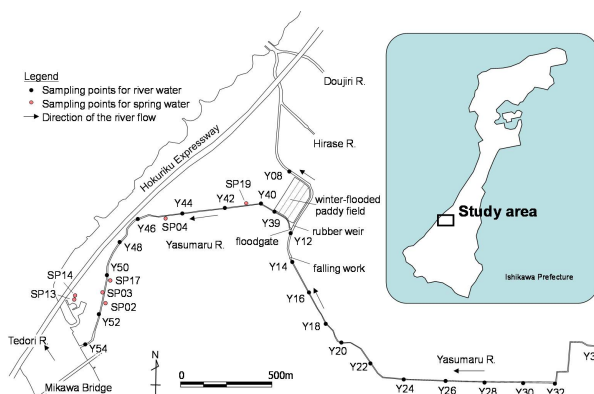 Legend
Sampling points for river water
Sampling points for spring water
Direction of the river flow
Doujiri R.
Hokuriku Expressway
Hirase R.
Y08
SP19
Y40
winter-flooded
paddy field
Y44
Y42
Y39
Y46
SP04
rubber weir
floodgate
Y12
Y48
Yasumaru R.
Y14
falling work
SP14
Y50
SP17
SP13
SP03
SP02
Y16
Y52
Y18
Tedori R.
Y54
Y20
Yasumaru R.
Mikawa Bridge
N
Y22
0
500m
Y24
Y26
Y28
Y30
Y32
Study area
Ishikawa Prefecture